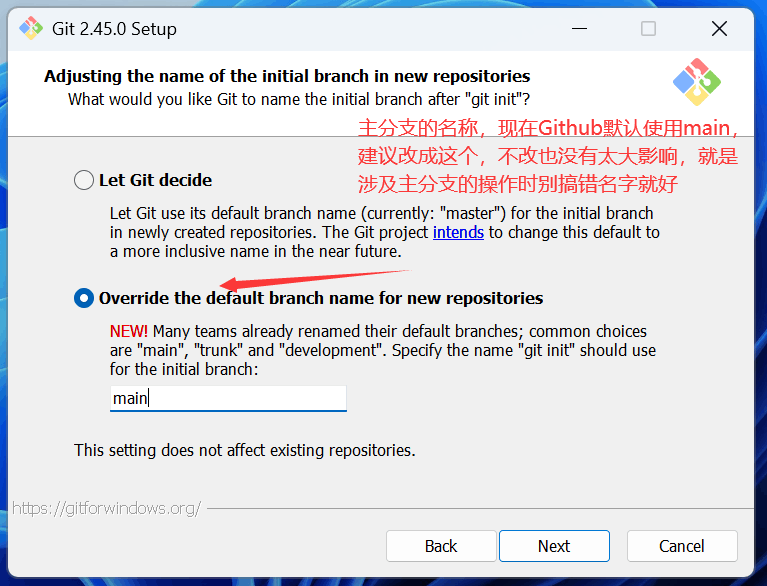 Git 2.45.0 Setup
Adjusting the name of the initial branch in new repositories
What would you like Git to name the initial branch after "git init"?
主分支的名称，现在Github默认使用main，
建议改成这个，不改也没有太大影响，就是
涉及主分支的操作时别搞错名字就好
Let Git decide
Let Git use its default branch name (currently: "master") for the initial branch
in newly created repositories. The Git project intends to change this default to
a more inclusive name in the near future.
Override the default branch name for new repositories
NEW! Many teams already renamed their default branches; common choices
are "main", "trunk" and "development". Specify the name "git init" should use
for the initial branch:
main
This setting does not affect existing repositories.
https://gitforwindows.org/
Back
Next
Cancel